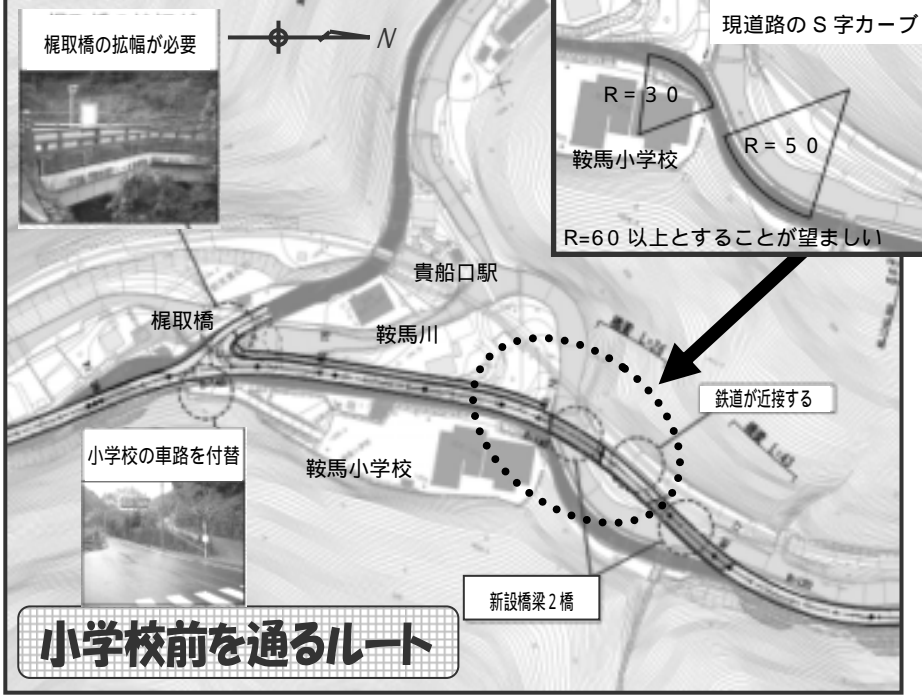 梶取橋の拡幅が必要
N
現道路のS字カーブ
R=30
R=50
鞍馬小学校
R=60以上とすることが望ましい
貴船口駅
梶取橋
鞍馬川
鉄道が近接する
小学校の車路を付替
鞍馬小学校
新設橋梁2橋
小学校前を通るルート